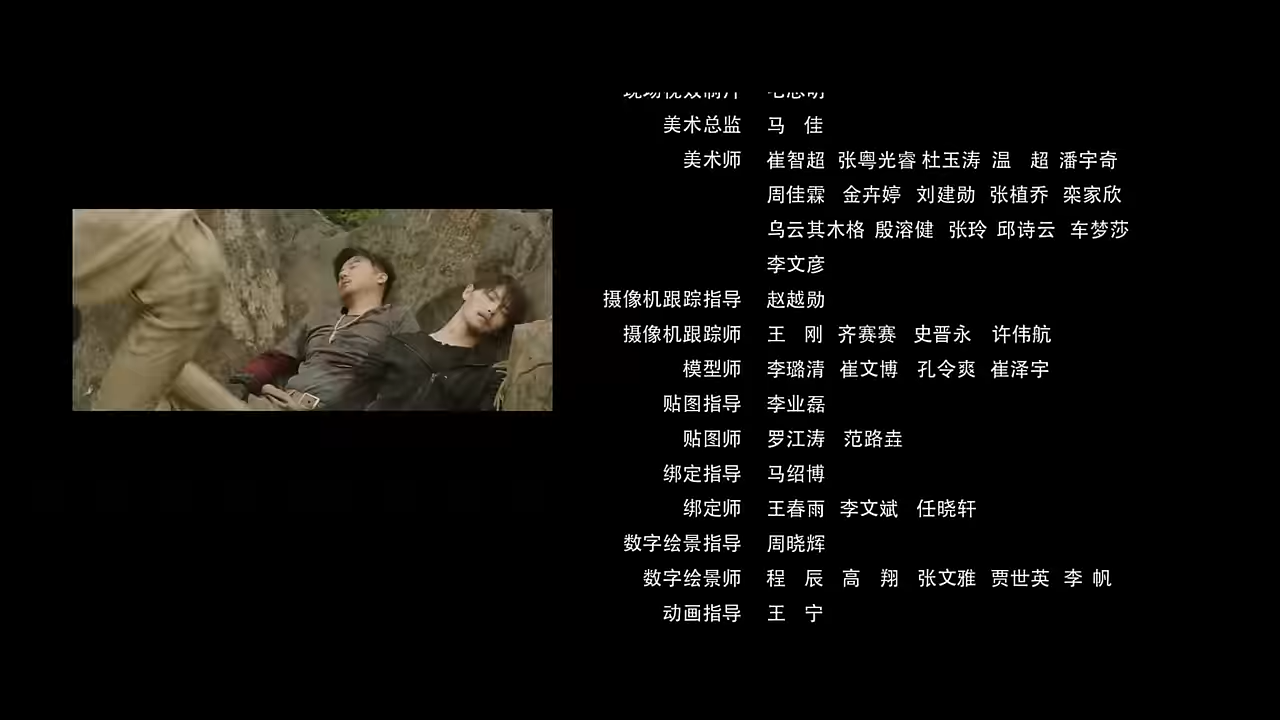 美术总监 马 佳
美术师 崔智超 张粤光睿 杜玉涛 温 超 潘宇奇
周佳霖 金卉婷 刘建勋 张植乔 栾家欣
乌云其木格 殷溶健 张玲 邱诗云 车梦莎
李文彦
摄像机跟踪指导 赵越勋
摄像机跟踪师 王 刚 齐赛赛 史晋永 许伟航
模型师 李璐清 崔文博 孔令爽 崔泽宇
贴图指导 李业磊
贴图师 罗江涛 范路垚
绑定指导 马绍博
绑定师 王春雨 李文斌 任晓轩
数字绘景指导 周晓辉
数字绘景师 程 辰 高 翔 张文雅 贾世英 李 帆
动画指导 王 宁